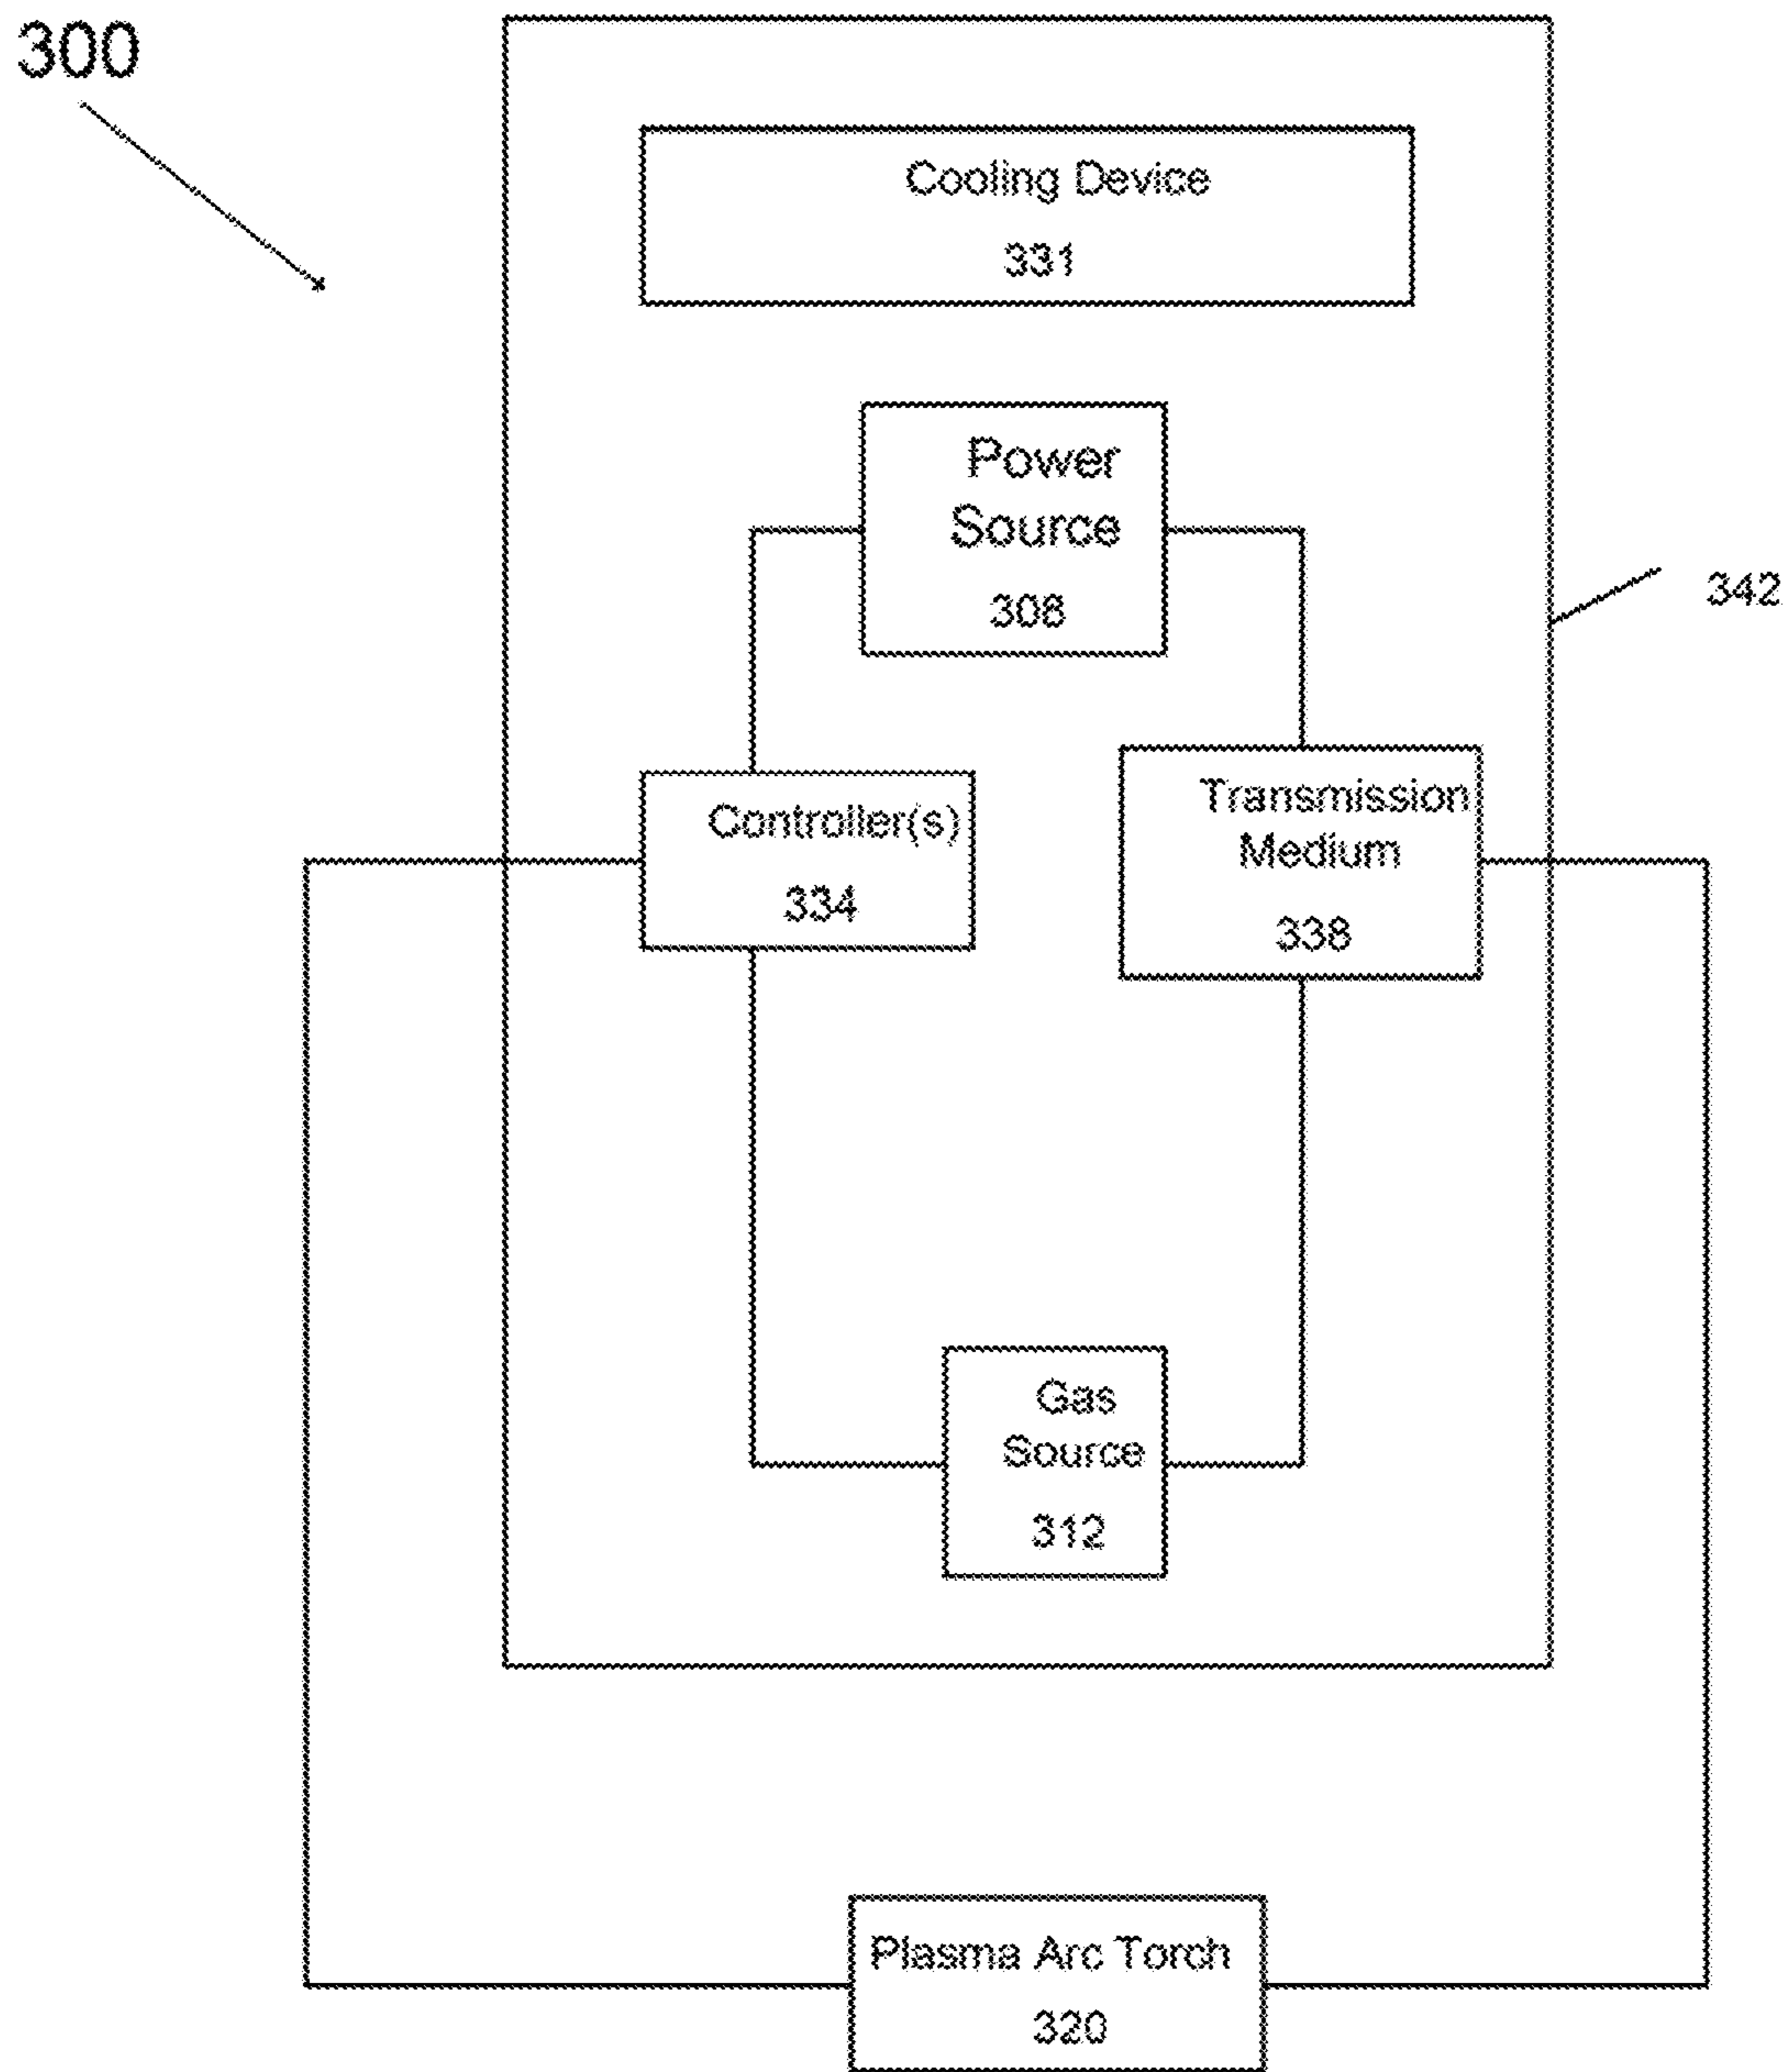 300
Cooling Device
331
Power
Source
308
342
Controller(s)
334
Transmission
Medium
338
Gas
Source
312
Plasma Arc Torch
320